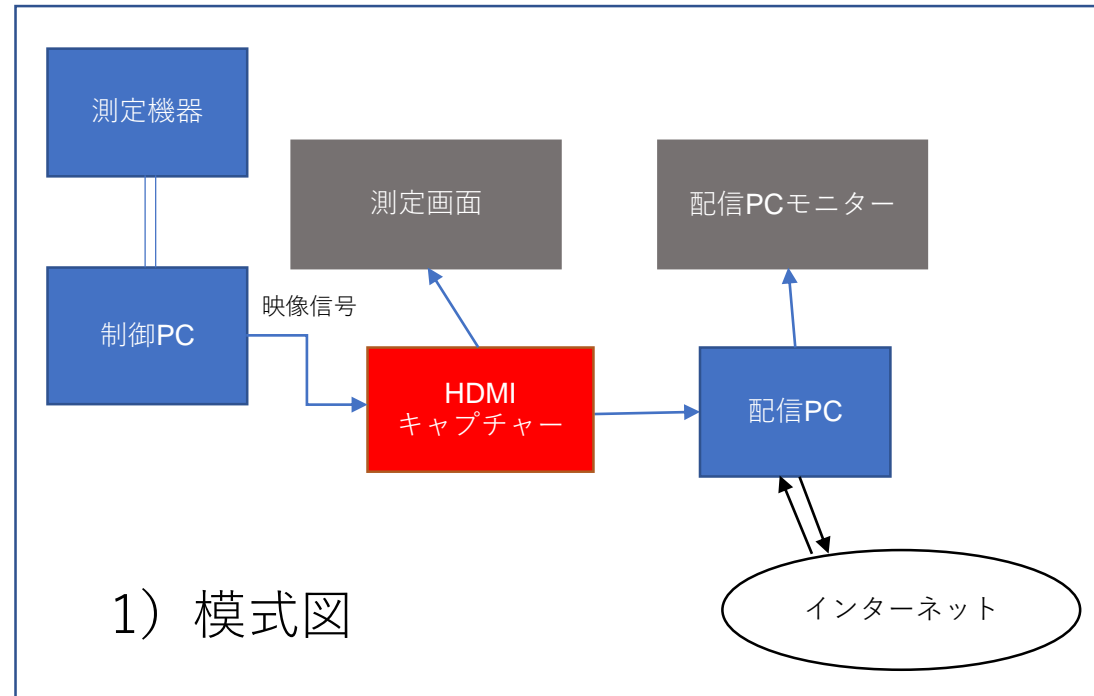 測定機器
測定画面
配信PCモニター
制御PC
映像信号
HDMI
キャプチャー
配信PC
インターネット
1）模式図